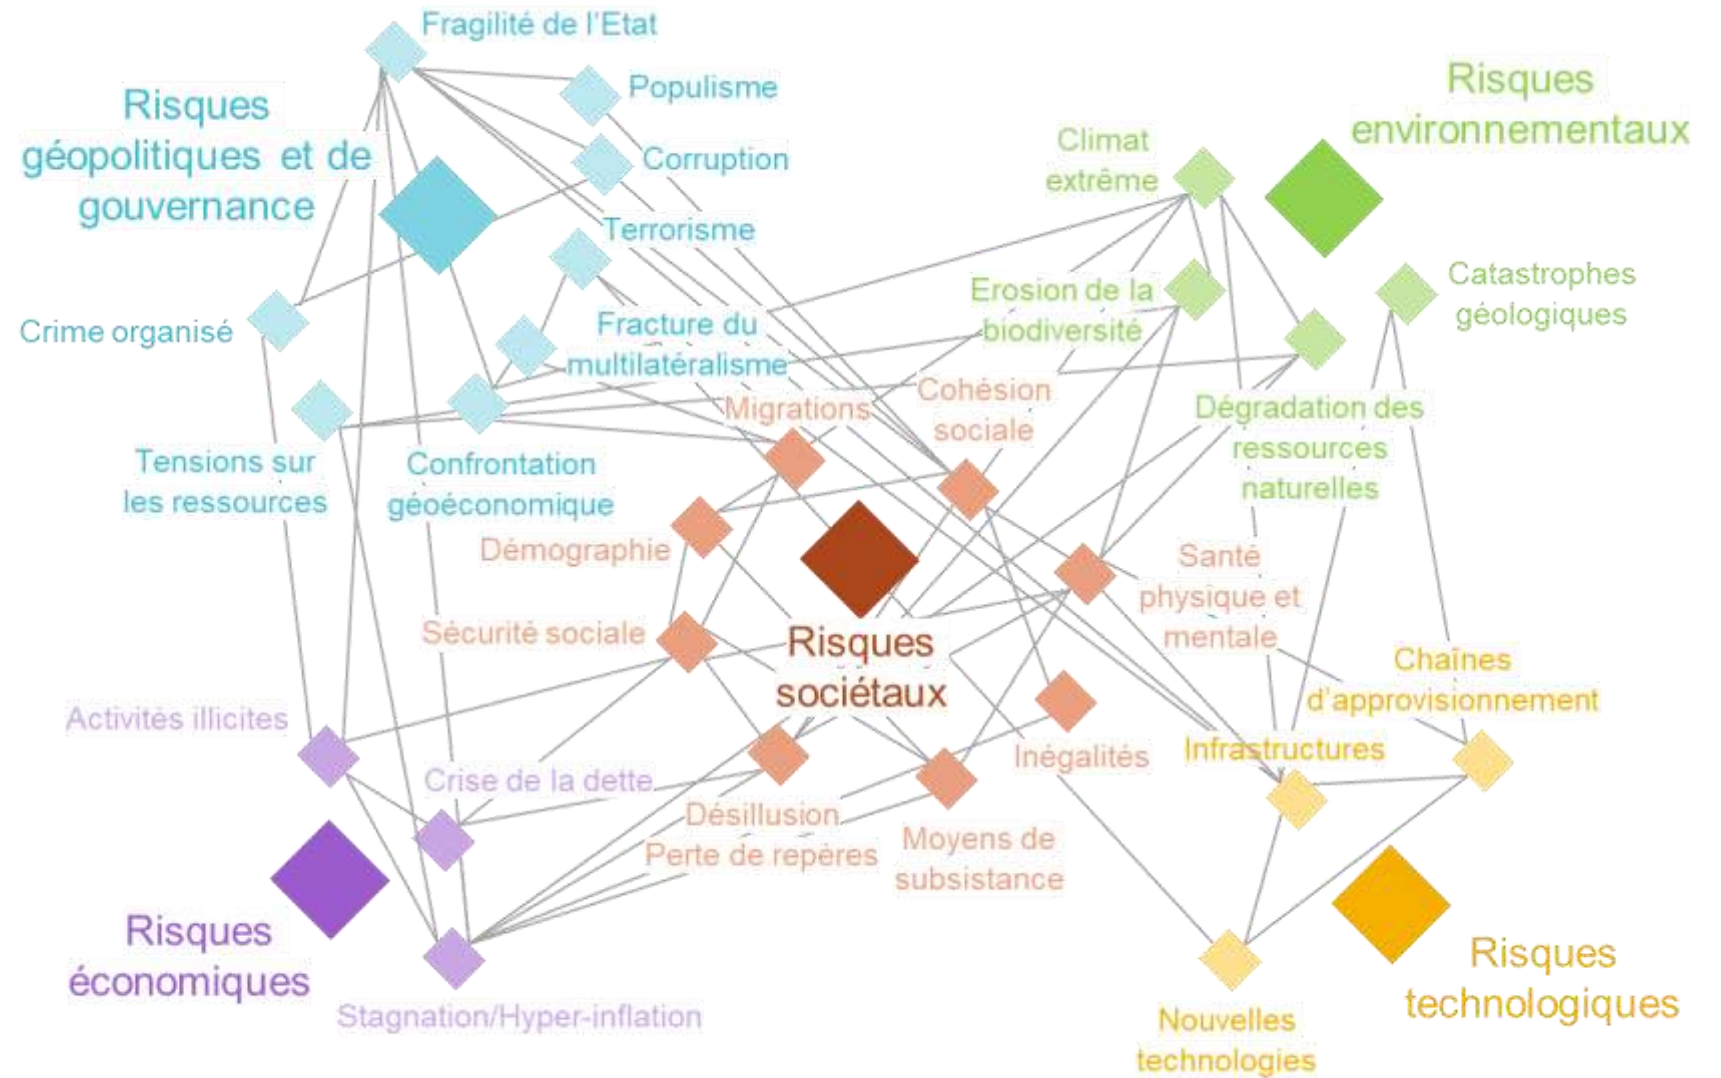 Fragilité de l'Etat
Populisme
Risques
géopolitiques et de
gouvernance
Corruption
Terrorisme
Crime organisé
Fracture du
multilatéralisme
Tensions sur
les ressources
Confrontation
géoéconomique
Risques
environnementaux
Climat
extrême
Erosion de la
biodiversité
Catastrophes
géologiques
Dégradation des
ressources
naturelles
Migrations
Cohésion
sociale
Démographie
Sécurité sociale
Risques
sociétaux
Santé
physique et
mentale
Inégalités
Désillusion
Perte de repères
Moyens de
subsistance
Activités illicites
Crise de la dette
Risques
économiques
Stagnation/Hyper-inflation
Chaînes
d'approvisionnement
Infrastructures
Risques
technologiques
Nouvelles
technologies